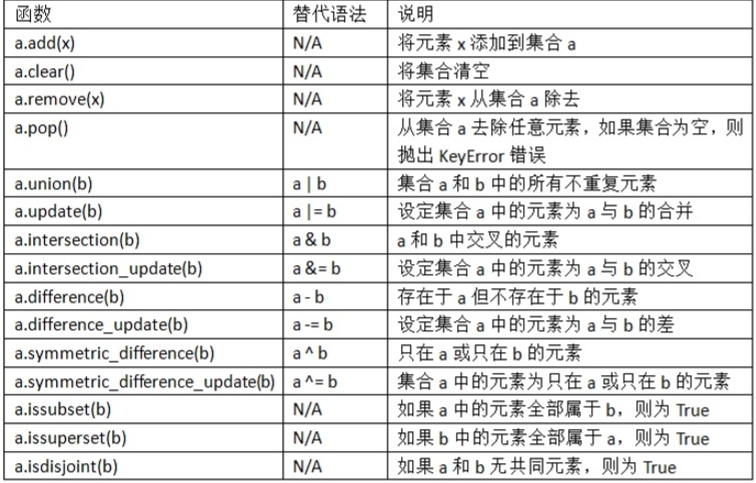 函数 替代语法 说明
a.add(x) N/A 将元素 x 添加到集合 a
a.clear() N/A 将集合清空
a.remove(x) N/A 将元素 x 从集合 a 除去
a.pop() N/A 从集合 a 去除任意元素，如果集合为空，则
抛出 KeyError 错误
a.union(b) a | b 集合 a 和 b 中的所有不重复元素
a.update(b) a |= b 设定集合 a 中的元素为 a 与 b 的合并
a.intersection(b) a & b a 和 b 中交叉的元素
a.intersection_update(b) a &= b 设定集合 a 中的元素为 a 与 b 的交叉
a.difference(b) a - b 存在于 a 但不存在于 b 的元素
a.difference_update(b) a -= b 设定集合 a 中的元素为 a 与 b 的差
a.symmetric_difference(b) a ^ b 只在 a 或只在 b 的元素
a.symmetric_difference_update(b) a ^= b 集合 a 中的元素为只在 a 或只在 b 的元素
a.issubset(b) N/A 如果 a 中的元素全部属于 b，则为 True
a.issuperset(b) N/A 如果 b 中的元素全部属于 a，则为 True
a.isdisjoint(b) N/A 如果 a 和 b 无共同元素，则为 True